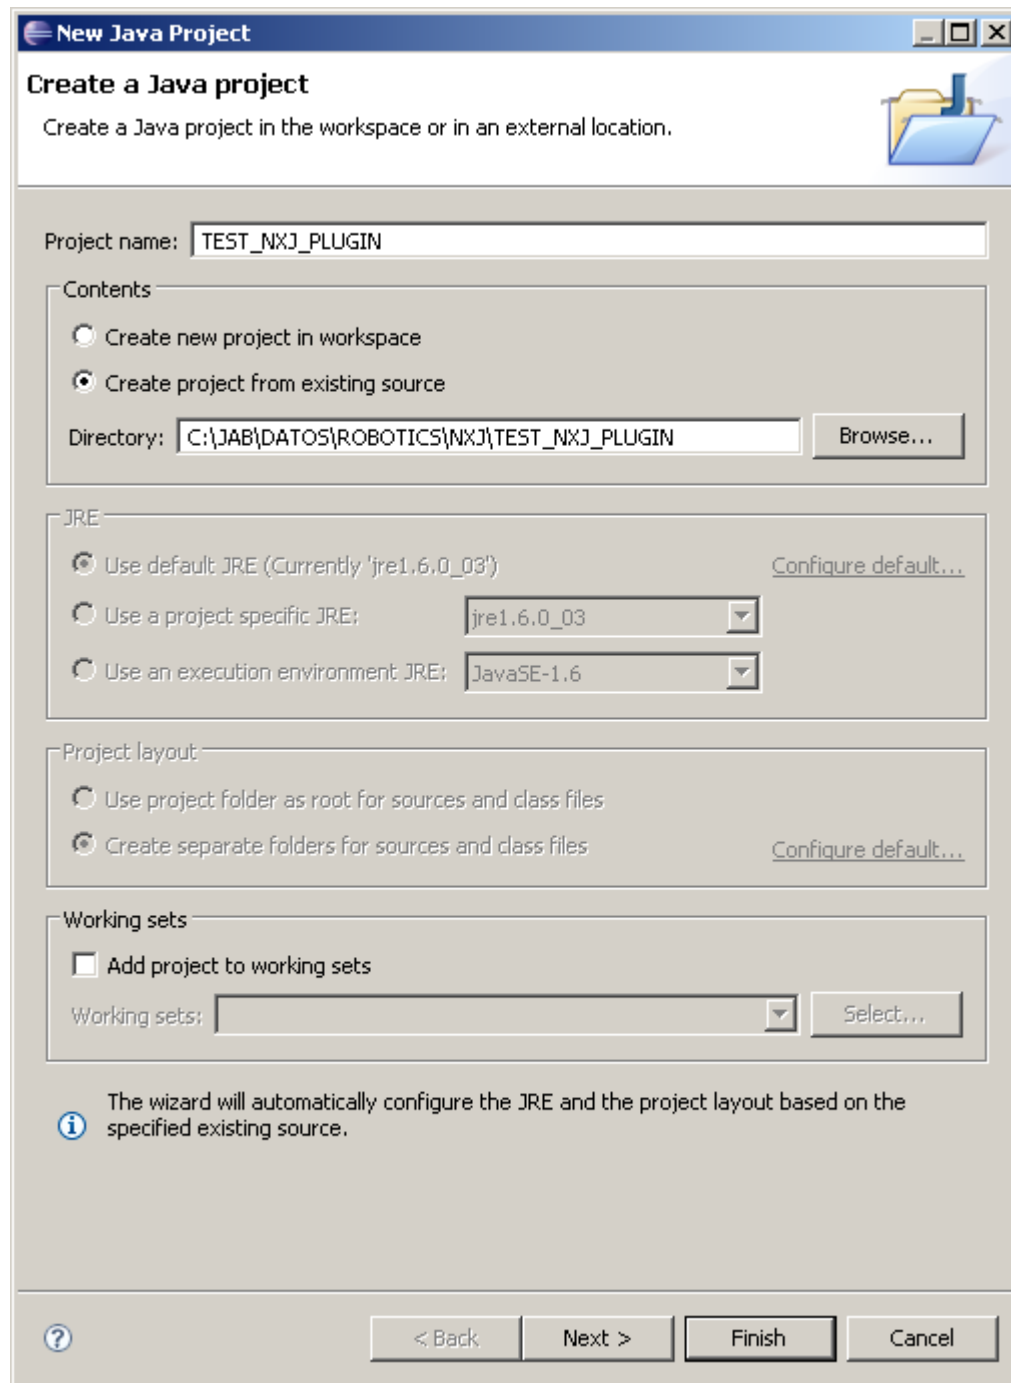 New Java Project
Create a Java project
Create a Java project in the workspace or in an external location.
Project name: TEST_NXJ_PLUGIN
Contents
Create new project in workspace
Create project from existing source
Directory: C:\JAB\DATOS\ROBOTICS\NXJ\TEST_NXJ_PLUGIN Browse...
JRE
Use default JRE (Currently 'jre1.6.0_03') Configure default...
Use a project specific JRE: jre1.6.0_03
Use an execution environment JRE: JavaSE-1.6
Project layout
Use project folder as root for sources and class files
Create separate folders for sources and class files Configure default...
Working sets
Add project to working sets
Working sets: Select...
The wizard will automatically configure the JRE and the project layout based on the
specified existing source.
? < Back Next > Finish Cancel